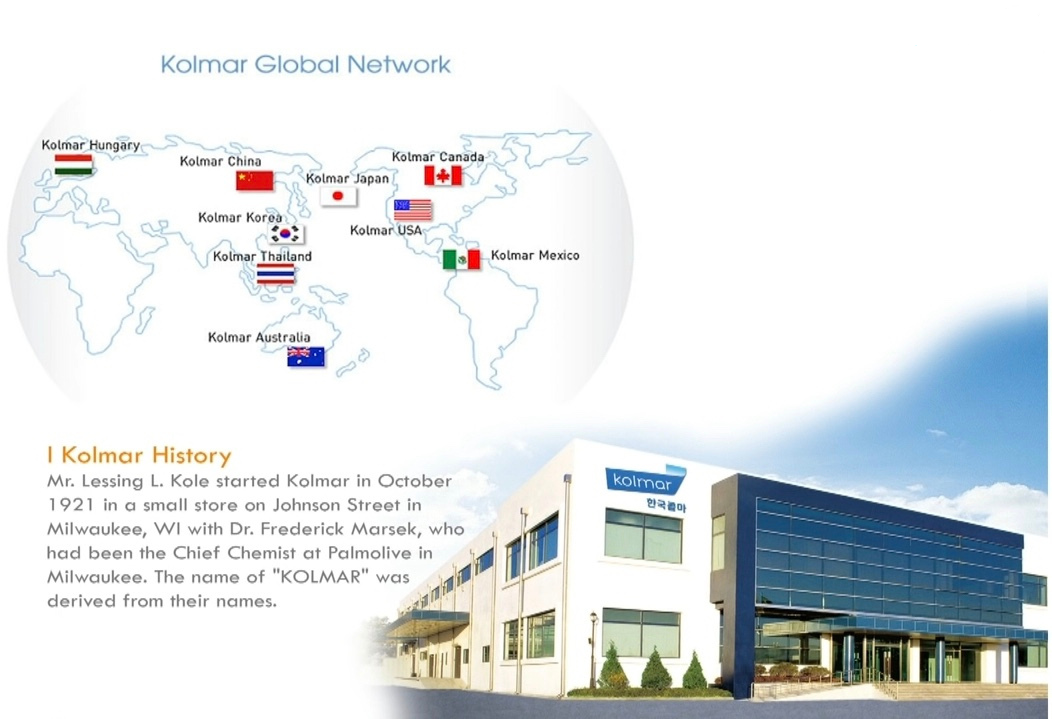 Kolmar Global Network
Kolmar Hungary
Kolmar China
Kolmar Canada
Kolmar Japan
Kolmar Korea
Kolmar USA
Kolmar Thailand
Kolmar Mexico
Kolmar Australia
I Kolmar History
Mr. Lessing L. Kole started Kolmar in October
1921 in a small store on Johnson Street in
Milwaukee, WI with Dr. Frederick Marsek, who
had been the Chief Chemist at Palmolive in
Milwaukee. The name of "KOLMAR" was
derived from their names.
kolmar
한국콜마